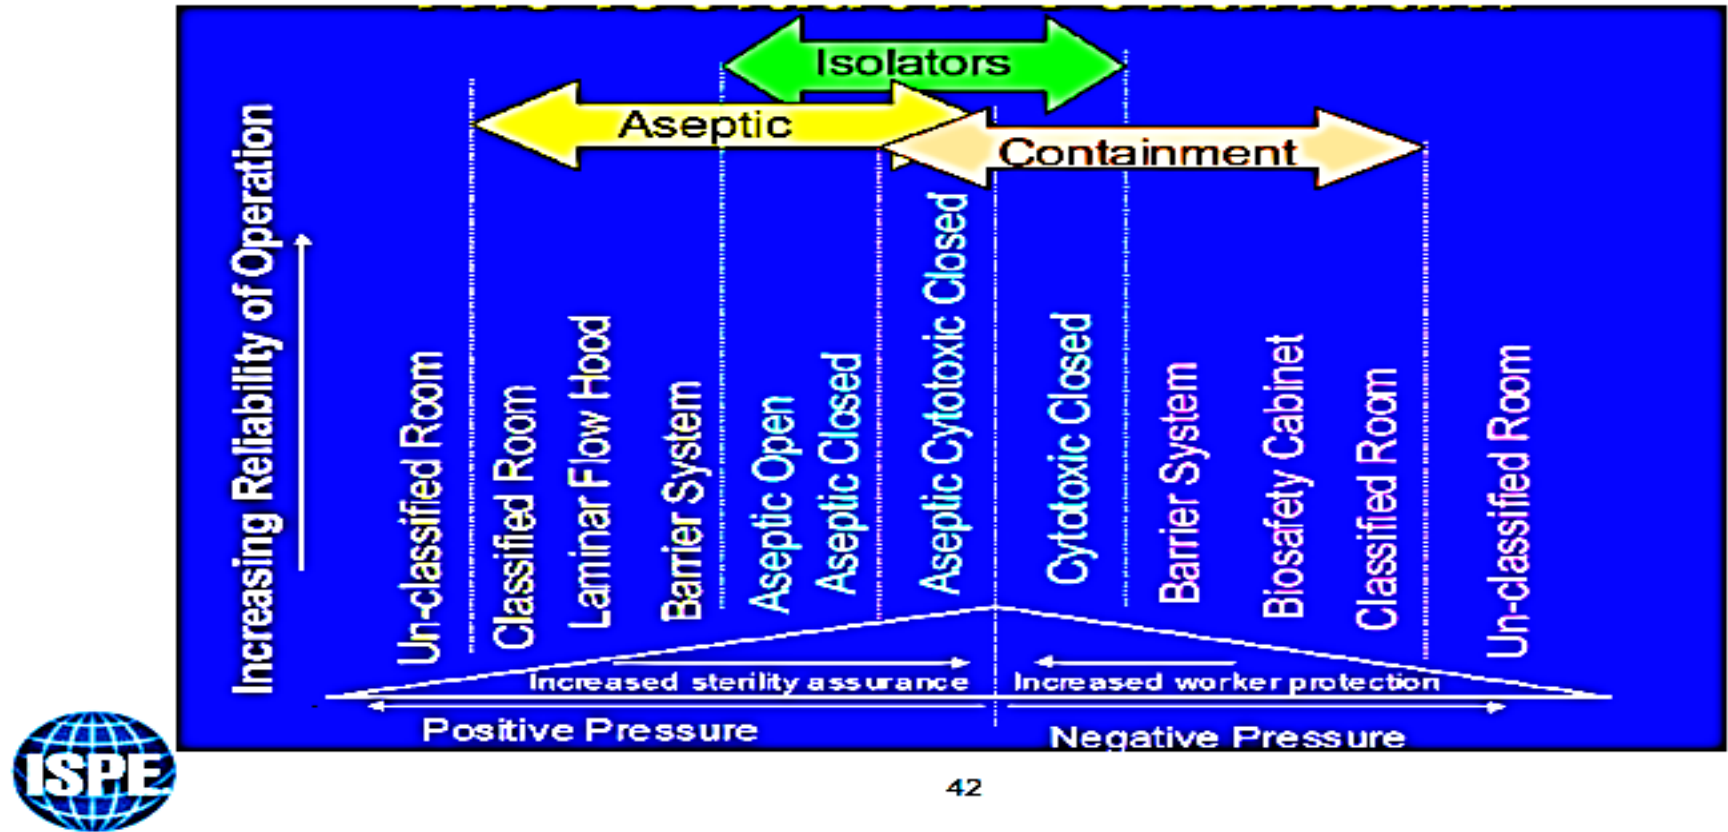 Isolators
Aseptic
Containment
Increasing Reliability of Operation
Un-classified Room
Classified Room
Laminar Flow Hood
Barrier System
Aseptic Open
Aseptic Closed
Aseptic Cytotoxic Closed
Cytotoxic Closed
Barrier System
Biosafety Cabinet
Classified Room
Un-classified Room
Increased sterility assurance
Increased worker protection
Positive Pressure
Negative Pressure
ISPE
42